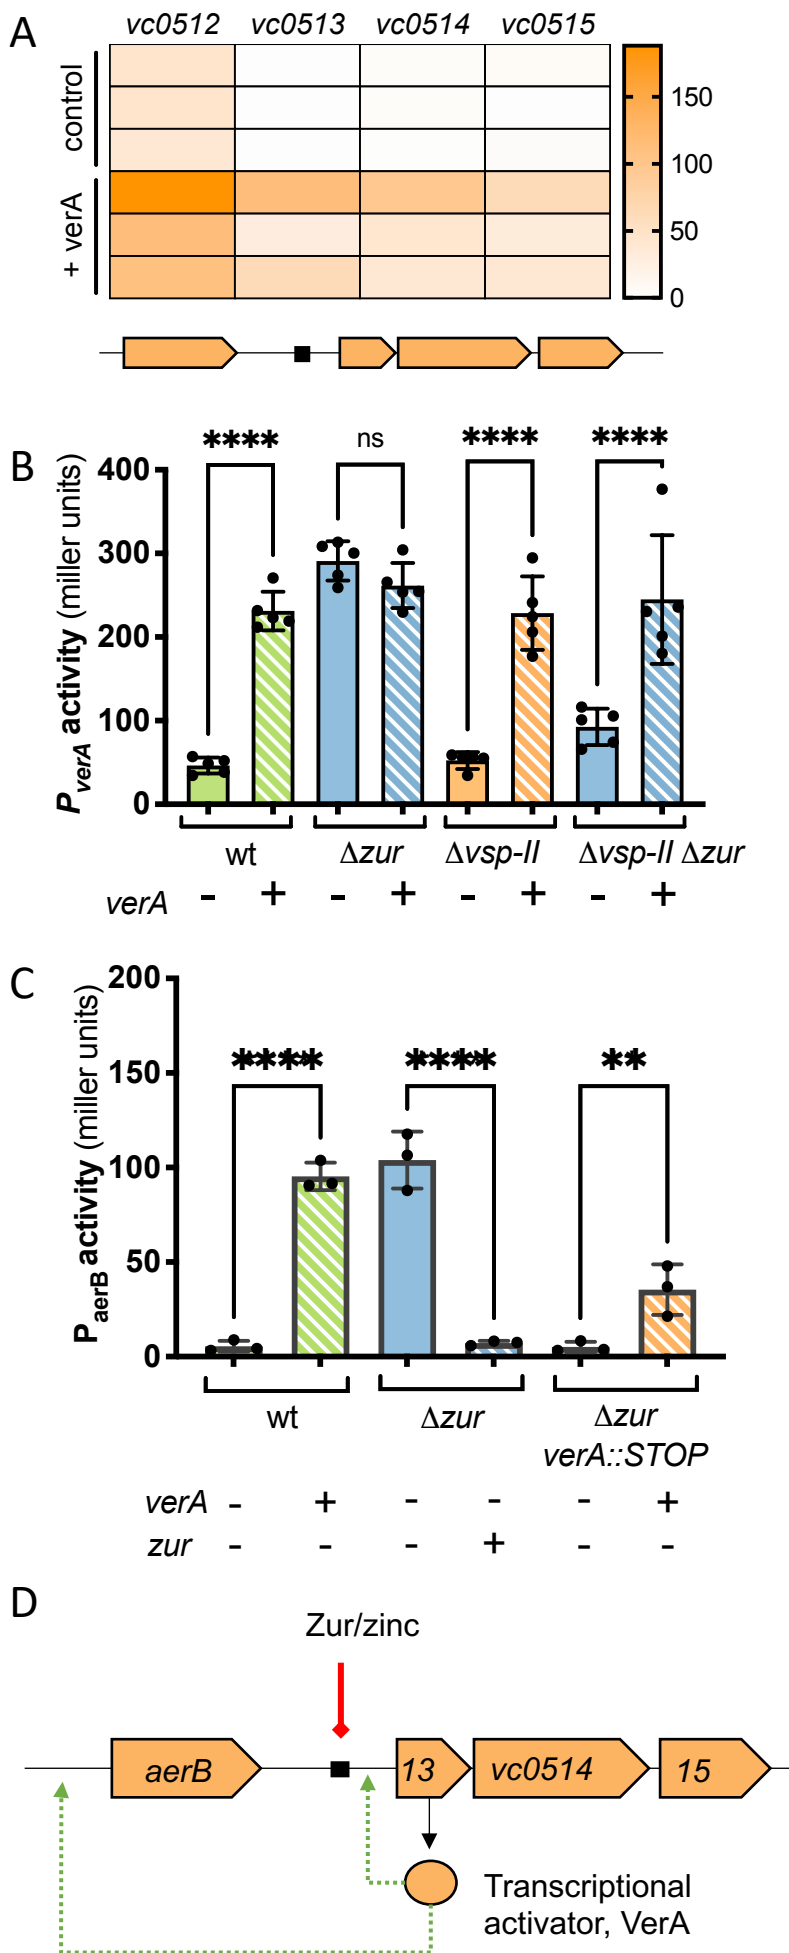 A
vc0512 vc0513 vc0514 vc0515
control
+ verA
150
100
50
0
B
P verA activity (miller units)
400
300
200
100
0
**** ns **** ****
wt Δzur Δvsp-II Δvsp-II Δzur
verA - + - + - + - +
C
PaerB activity (miller units)
200
150
100
50
0
**** **** **
wt Δzur Δzur
verA::STOP
verA - + - - - +
zur - - - + - -
D
Zur/zinc
aerB 13 vc0514 15
Transcriptional
activator, VerA